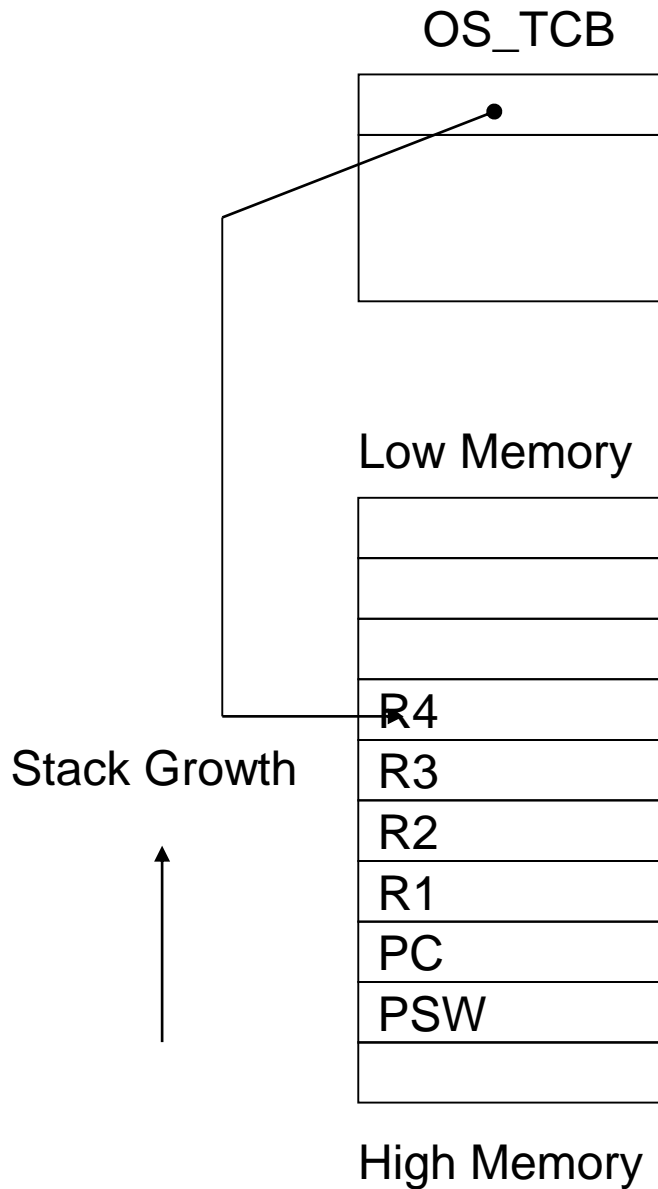 OS_TCB
Low Memory
R4
Stack Growth
R3
R2
R1
PC
PSW
High Memory